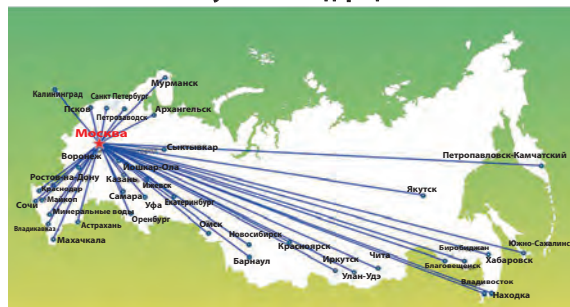 Мурманск
Калининград
Санкт Петербург
Псков
Петрозаводск
Архангельск
Москва
Сыктывкар
Воронеж
Йошкар-Ола
Петропавловск-Камчатский
Ростов-на-Дону
Казань
Ижевск
Краснодар
Якутск
Майкоп
Самара
Уфа
Екатеринбург
Сочи
Минеральные воды
Оренбург
Астрахань
Омск
Владикавказ
Новосибирск
Махачкала
Красноярск
Биробиджан
Южно-Сахалинск
Чита
Хабаровск
Барнаул
Иркутск
Благовещенск
Улан-Удэ
Владивосток
Находка